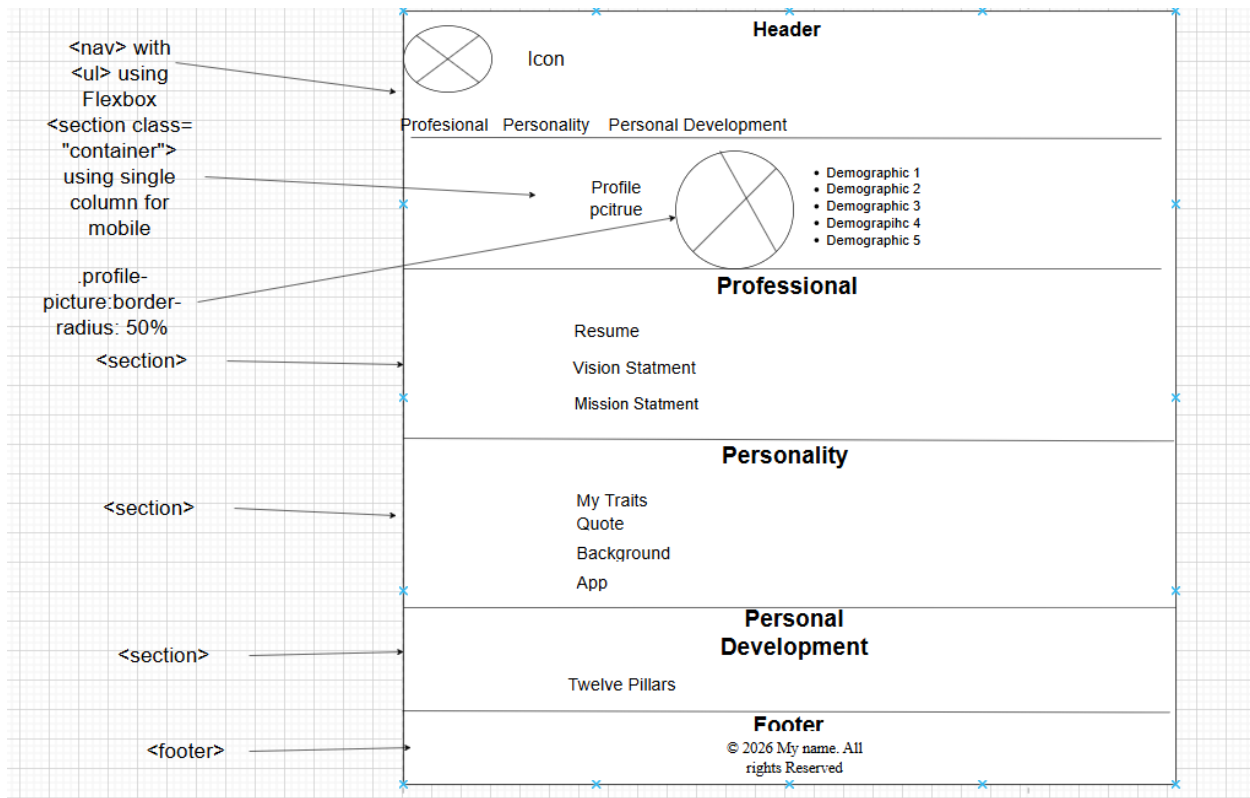 <nav> with
<ul> using
Flexbox
<section class=
"container">
using single
column for
mobile
.profile-
picture:border-
radius: 50%
<section>
<section>
<section>
<footer>
Header
Icon
Profesional Personality Personal Development
Profile
pcitrue
Demographic 1
Demographic 2
Demographic 3
Demograpihc 4
Demographic 5
Professional
Resume
Vision Statment
Mission Statment
Personality
My Traits
Quote
Background
App
Personal
Development
Twelve Pillars
Footer
© 2026 My name. All
rights Reserved